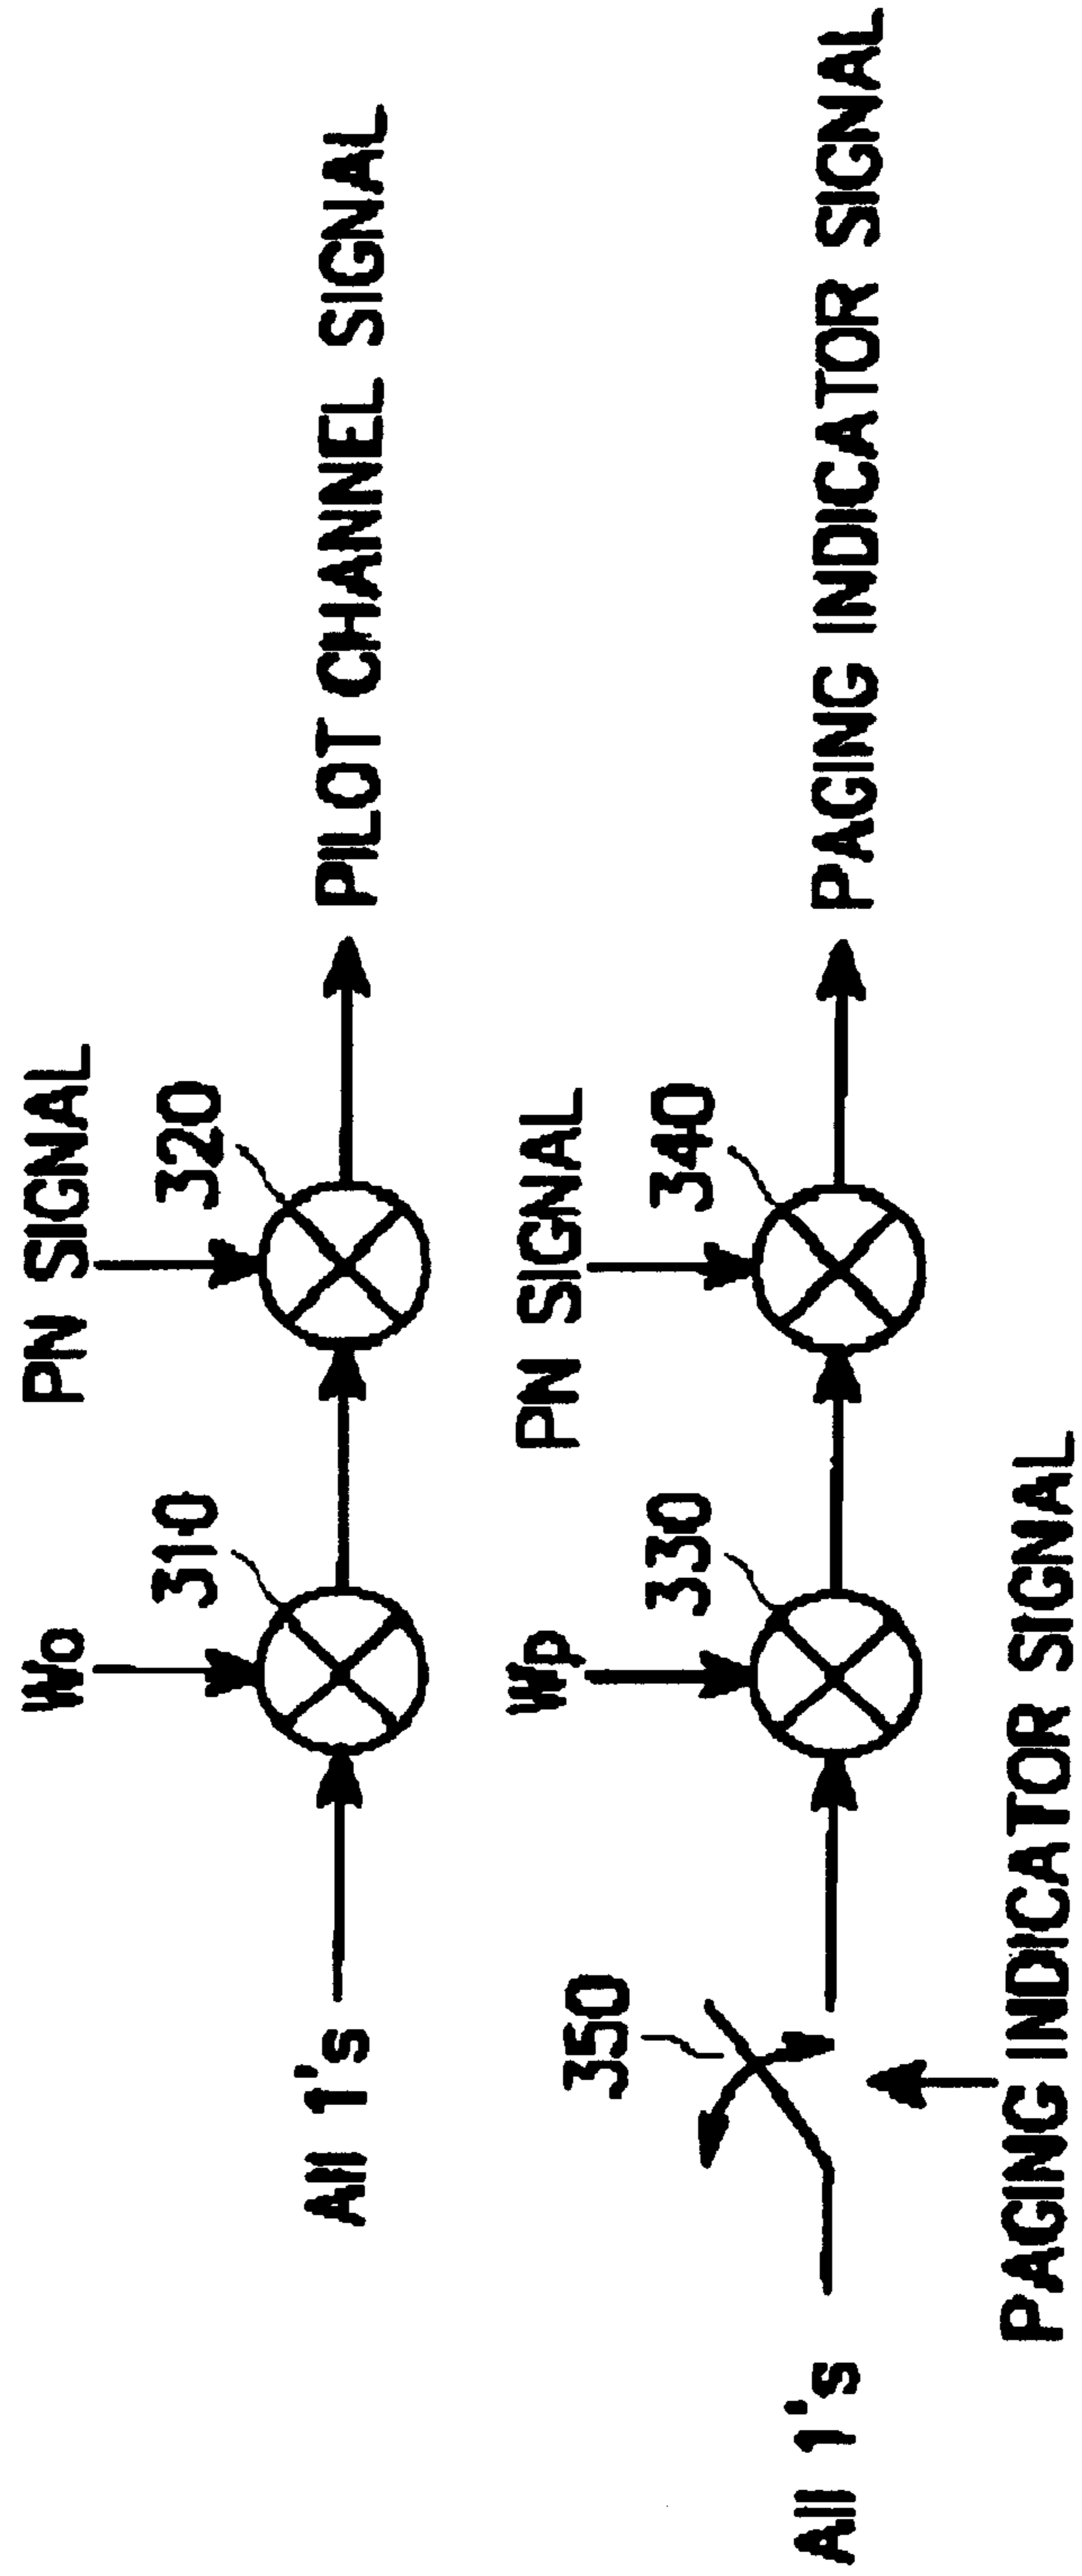 PN SIGNAL
Wo
310
320
All 1's
PILOT CHANNEL SIGNAL
PN SIGNAL
Wp
350
330
340
All 1's
PAGING INDICATOR SIGNAL
PAGING INDICATOR SIGNAL